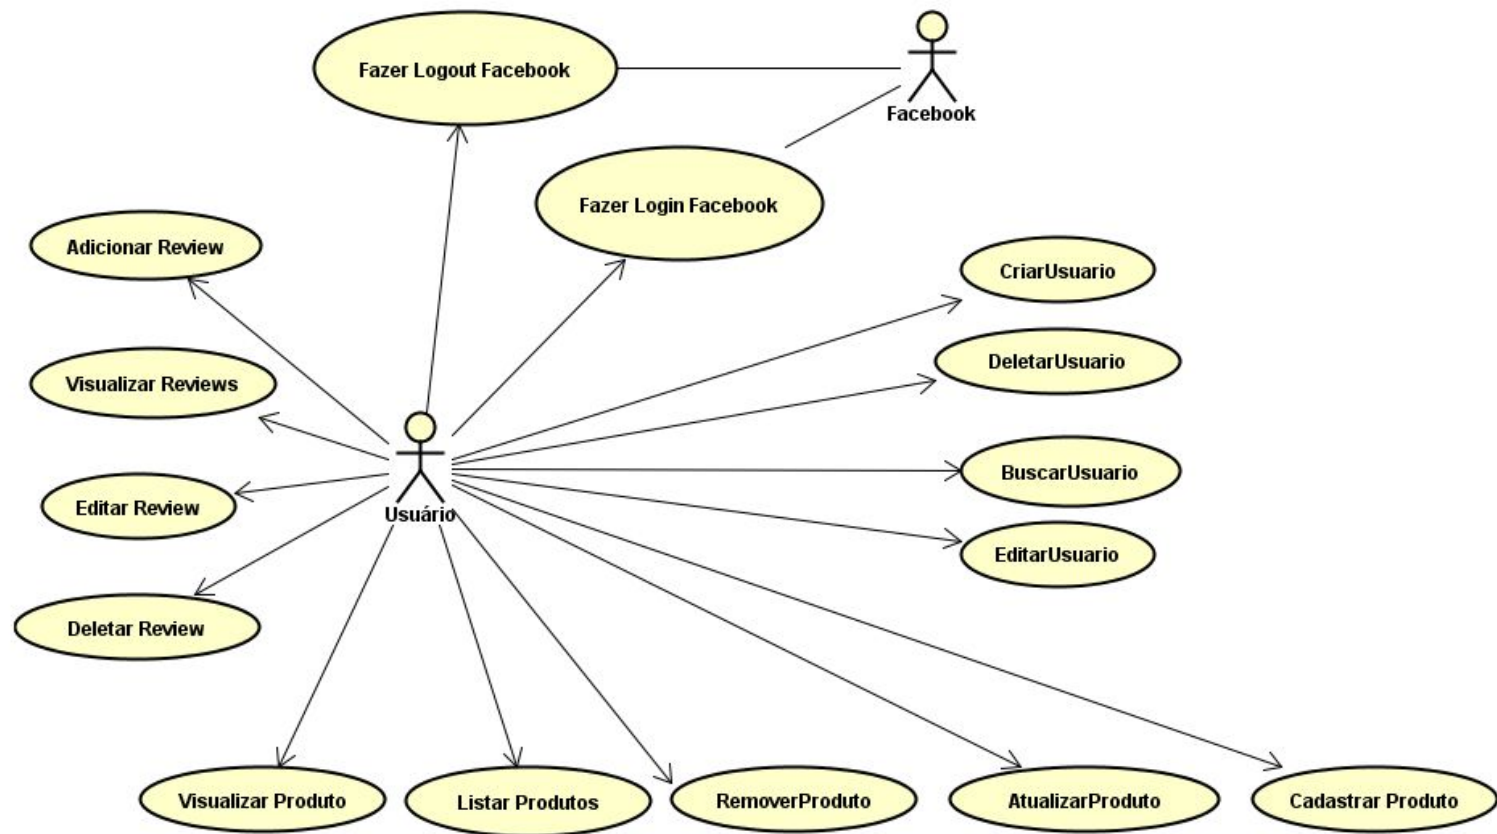 Fazer Logout Facebook
Facebook
Fazer Login Facebook
Adicionar Review
CriarUsuario
Visualizar Reviews
DeletarUsuario
BuscarUsuario
Editar Review
Usuário
EditarUsuario
Deletar Review
Visualizar Produto
Listar Produtos
RemoverProduto
AtualizarProduto
Cadastrar Produto